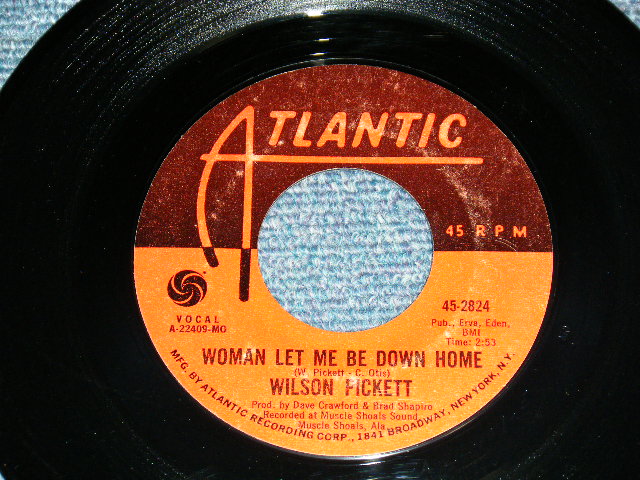 ATLANTIC
45 RPM
VOCAL
A-22409-MO
45-2824
Pub., Erva, Eden,
BMI
Time: 2:53
WOMAN LET ME BE DOWN HOME
(W. Pickett - C. Otis)
WILSON PICKETT
Prod. by Dave Crawford & Brad Shapiro
Recorded at Muscle Shoals Sound,
Muscle Shoals, Ala
MFG. BY ATLANTIC RECORDING CORP., 1841 BROADWAY, NEW YORK, N.Y.